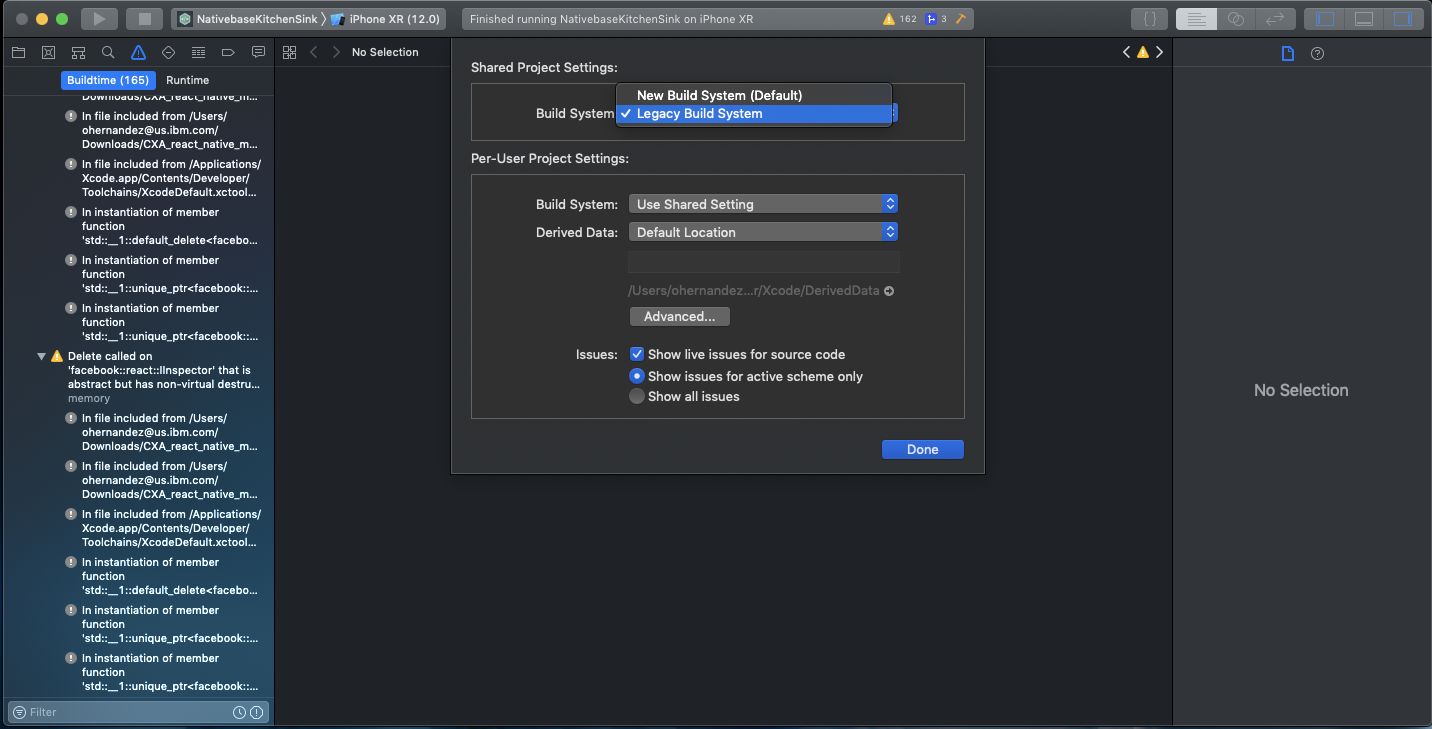 NativebaseKitchenSink
iPhone XR (12.0)
Finished running NativebaseKitchenSink on iPhone XR
162
3
{ }
No Selection
Buildtime (165)
Runtime
Downloads/CXA_react_native_m...
In file included from /Users/
ohernandez@us.ibm.com/
Downloads/CXA_react_native_m...
In file included from /Applications/
Xcode.app/Contents/Developer/
Toolchains/XcodeDefault.xctool...
In instantiation of member
function
'std::__1::default_delete<facebo...
In instantiation of member
function
'std::__1::unique_ptr<facebook::...
In instantiation of member
function
'std::__1::unique_ptr<facebook::...
Delete called on
'facebook::react::IInspector' that is
abstract but has non-virtual destru...
memory
In file included from /Users/
ohernandez@us.ibm.com/
Downloads/CXA_react_native_m...
In file included from /Users/
ohernandez@us.ibm.com/
Downloads/CXA_react_native_m...
In file included from /Applications/
Xcode.app/Contents/Developer/
Toolchains/XcodeDefault.xctool...
In instantiation of member
function
'std::__1::default_delete<facebo...
In instantiation of member
function
'std::__1::unique_ptr<facebook::...
In instantiation of member
function
'std::__1::unique_ptr<facebook::...
Filter
Shared Project Settings:
New Build System (Default)
Build System
Legacy Build System
Per-User Project Settings:
Build System: Use Shared Setting
Derived Data: Default Location
/Users/ohernandez...r/Xcode/DerivedData
Advanced...
Issues: Show live issues for source code
Show issues for active scheme only
Show all issues
Done
No Selection